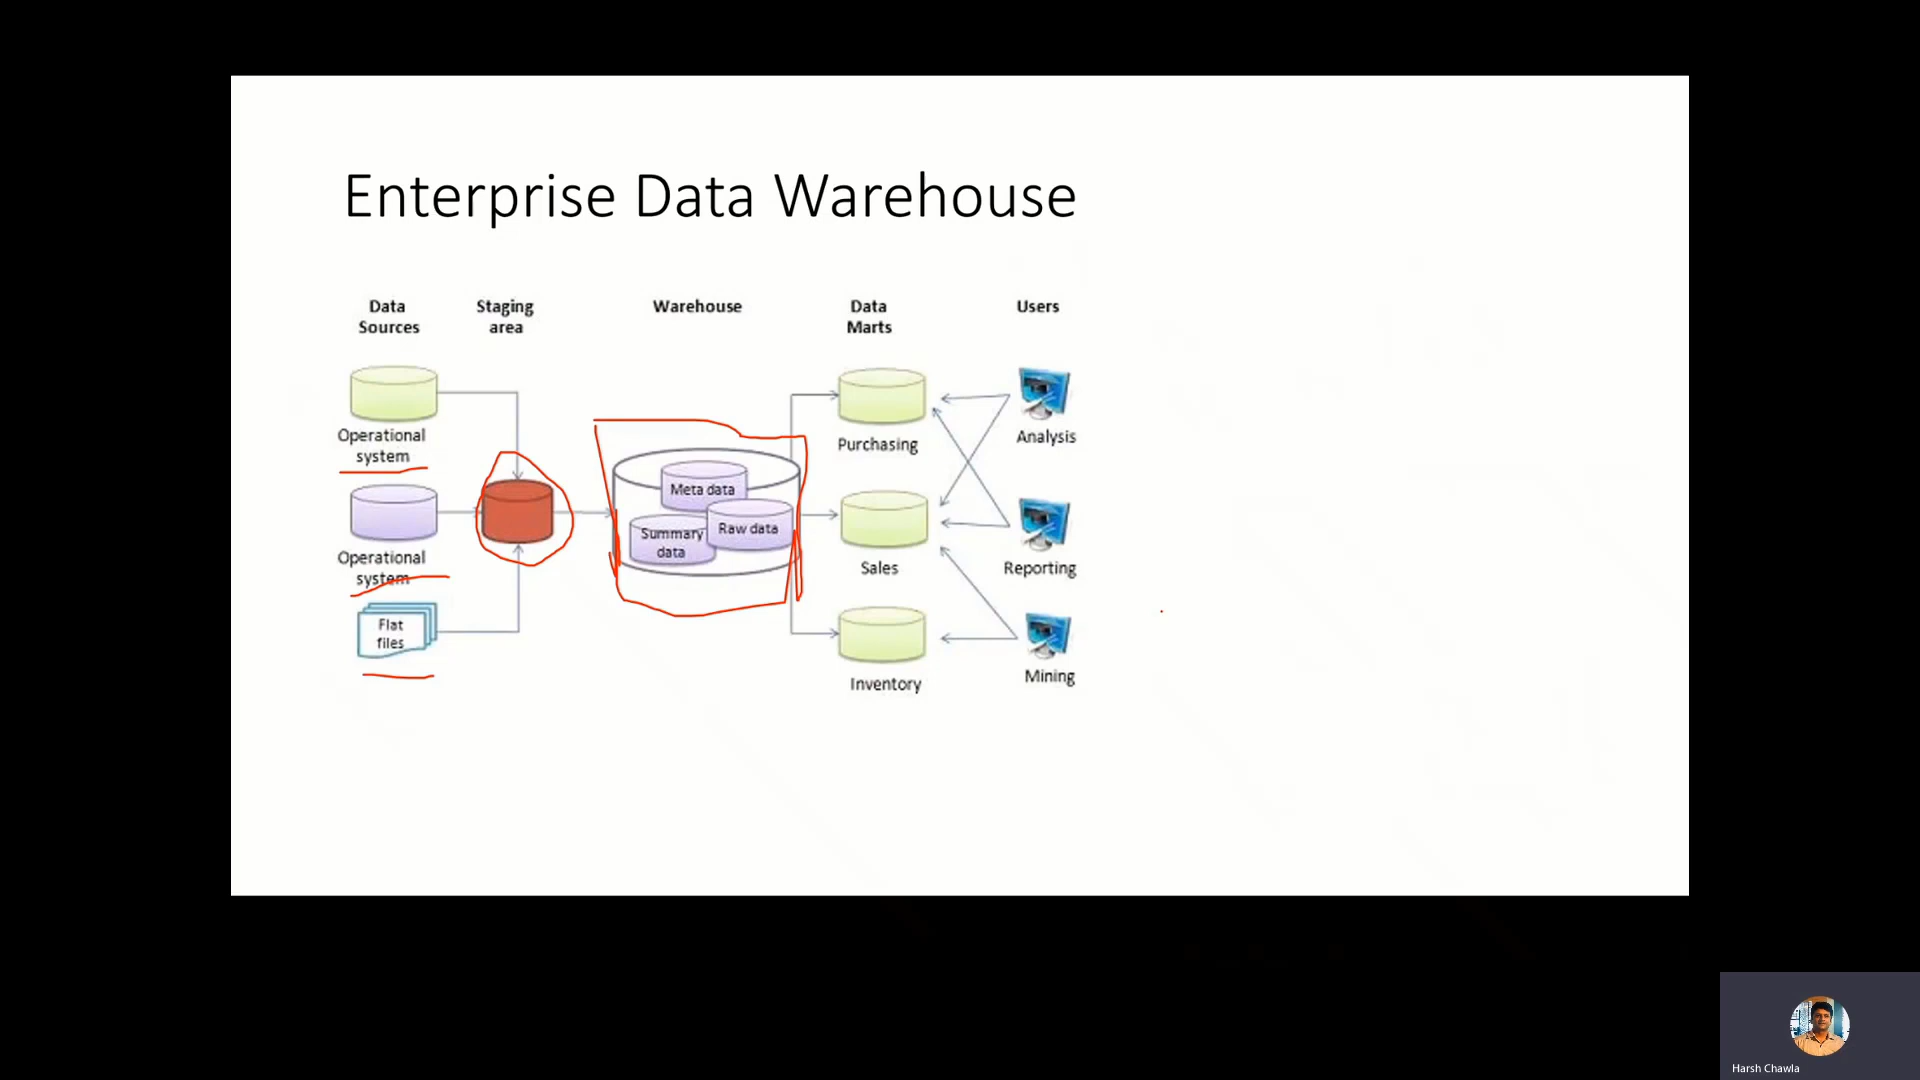 Enterprise Data Warehouse
Data
Sources
Staging
area
Warehouse
Data
Marts
Users
Operational
system
Operational
system
Flat
files
Meta data
Summary
data
Raw data
Purchasing
Sales
Inventory
Analysis
Reporting
Mining
Harsh Chawla